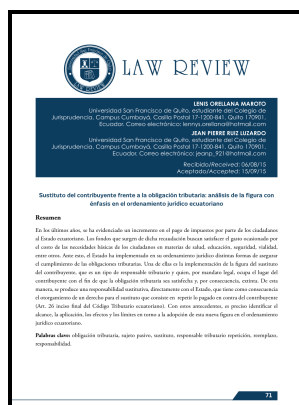 LAW REVIEW
LENIS ORELLANA MAROTO
Universidad San Francisco de Quito, estudiante del Colegio de
Jurisprudencia, Campus Cumbayá, Casilla Postal 17-1200-841, Quito 170901,
Ecuador. Correo electrónico: lennys.orellana@hotmail.com
JEAN PIERRE RUIZ LUZARDO
Universidad San Francisco de Quito, estudiante del Colegio de
Jurisprudencia, Campus Cumbayá, Casilla Postal 17-1200-841, Quito 170901,
Ecuador. Correo electrónico: jeanp_921@hotmail.com
Recibido/Received: 26/08/15
Aceptado/Accepted: 15/09/15
Sustituto del contribuyente frente a la obligación tributaria: análisis de la figura con
énfasis en el ordenamiento jurídico ecuatoriano
Resumen
En los últimos años, se ha evidenciado un incremento en el pago de impuestos por parte de los ciudadanos
al Estado ecuatoriano. Los fondos que surgen de dicha recaudación buscan satisfacer el gasto ocasionado por
el costo de las necesidades básicas de los ciudadanos en materias de salud, educación, seguridad, vialidad,
entre otros. Ante esto, el Estado ha implementado en su ordenamiento jurídico distintas formas de asegurar
el cumplimiento de las obligaciones tributarias. Una de ellas es la implementación de la figura del sustituto
del contribuyente, que es un tipo de responsable tributario y quien, por mandato legal, ocupa el lugar del
contribuyente con el fin de que la obligación tributaria sea satisfecha y, por consecuencia, extinta. De esta
manera, se produce una responsabilidad sustitutiva, directamente con el Estado, que tiene como consecuencia
el otorgamiento de un derecho para el sustituto que consiste en repetir lo pagado en contra del contribuyente
(Art. 26 inciso final del Código Tributario ecuatoriano). Con estos antecedentes, es preciso identificar el
alcance, la aplicación, los efectos y los límites en torno a la adopción de esta nueva figura en el ordenamiento
jurídico ecuatoriano.
Palabras clave: obligación tributaria, sujeto pasivo, sustituto, responsable tributario repetición, reemplazo,
responsabilidad.
71